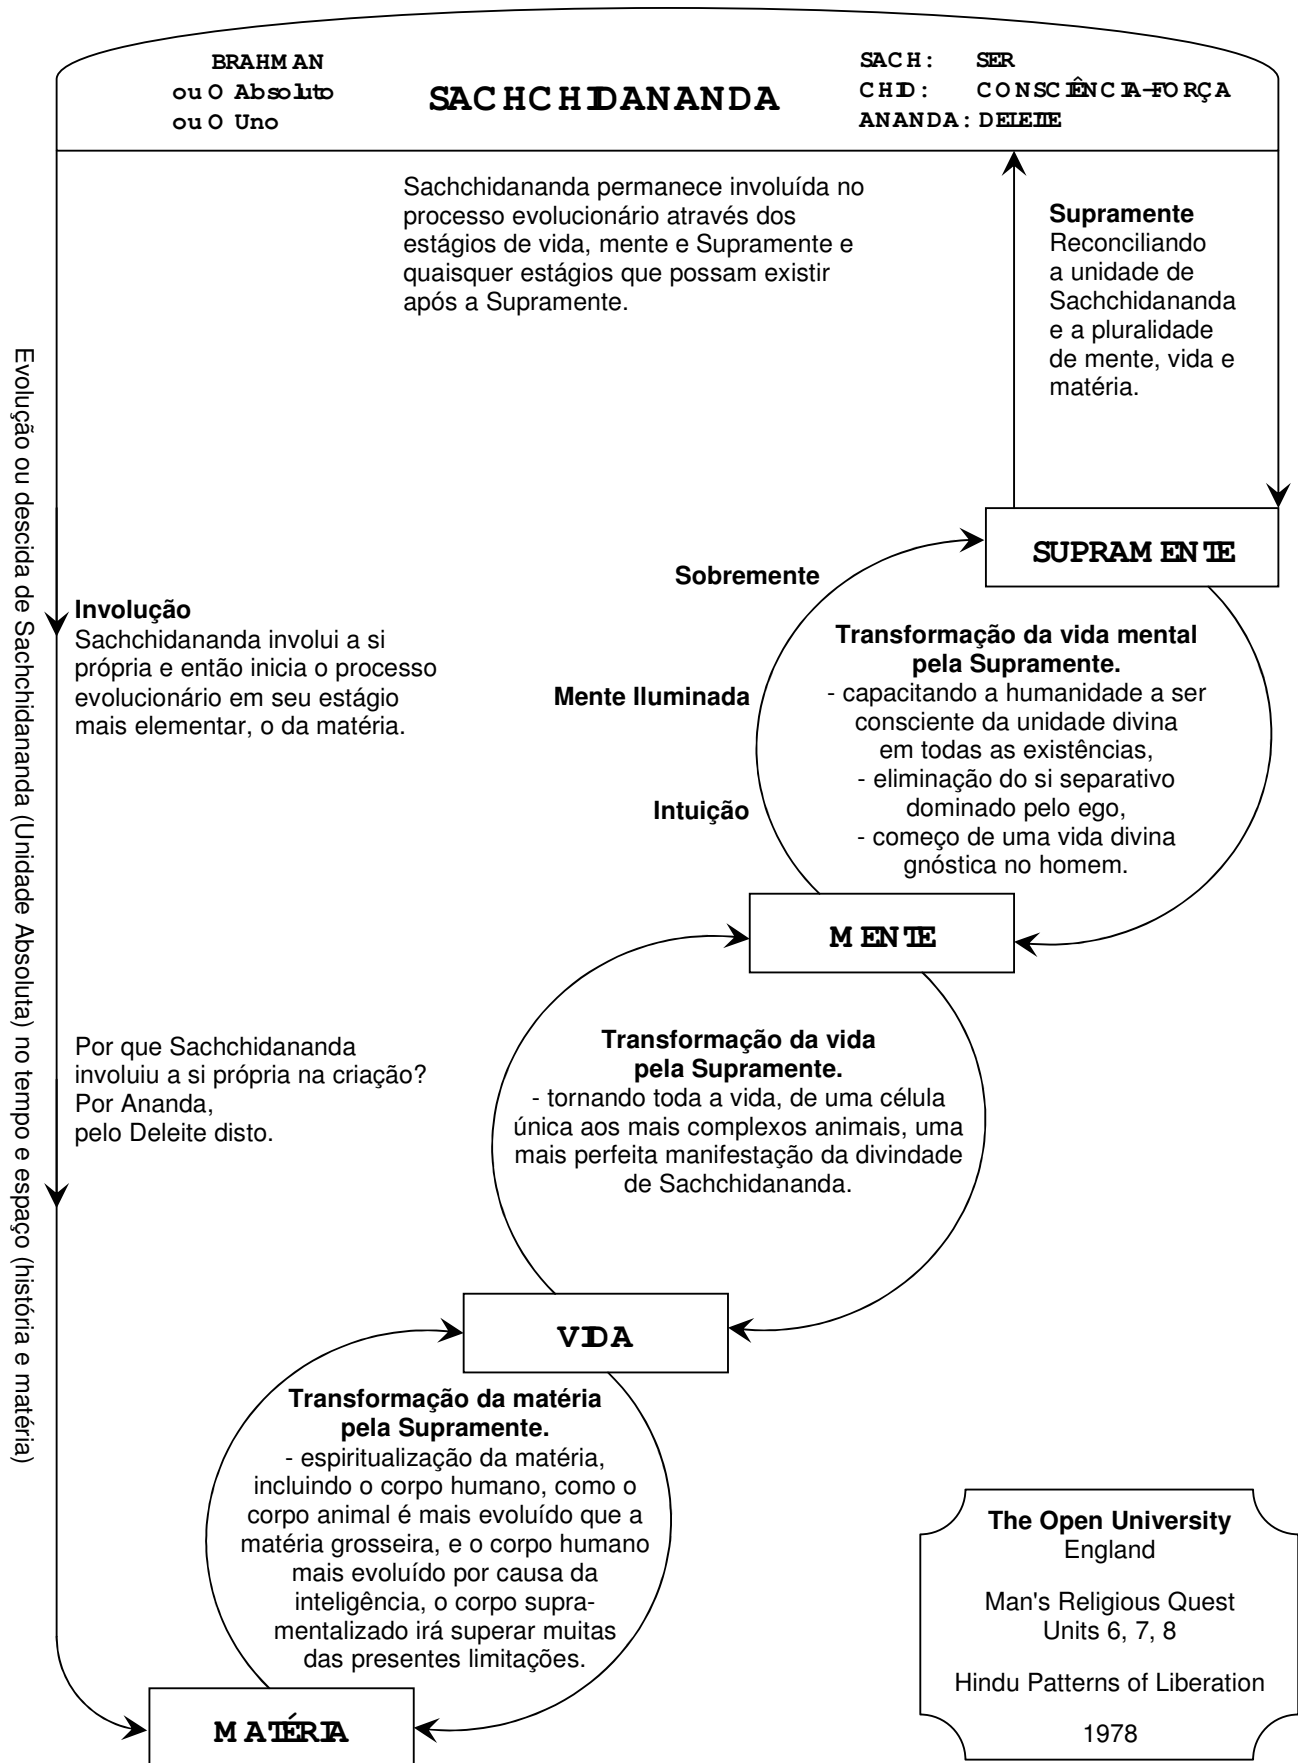 BRAHMAN
ou O Absoluto
ou O Uno
SACHCHIDANANDA
SACH: SER
CHID: CONSCIÊNCIA-FORÇA
ANANDA: DELEITE
Sachchidananda permanece involuída no
processo evolucionário através dos
estágios de vida, mente e Supramente e
quaisquer estágios que possam existir
após a Supramente.
Supramente
Reconciliando
a unidade de
Sachchidananda
e a pluralidade
de mente, vida e
matéria.
Evolução ou descida de Sachchidananda (Unidade Absoluta) no tempo e espaço (história e matéria)
SUPRAMENTE
Sobremente
Mente Iluminada
Intuição
Involução
Sachchidananda involui a si
própria e então inicia o processo
evolucionário em seu estágio
mais elementar, o da matéria.
Transformação da vida mental
pela Supramente.
- capacitando a humanidade a ser
consciente da unidade divina
em todas as existências,
- eliminação do si separativo
dominado pelo ego,
- começo de uma vida divina
gnóstica no homem.
MENTE
Por que Sachchidananda
involuiu a si própria na criação?
Por Ananda,
pelo Deleite disto.
Transformação da vida
pela Supramente.
- tornando toda a vida, de uma célula
única aos mais complexos animais, uma
mais perfeita manifestação da divindade
de Sachchidananda.
VIDA
Transformação da matéria
pela Supramente.
- espiritualização da matéria,
incluindo o corpo humano, como o
corpo animal é mais evoluído que a
matéria grosseira, e o corpo humano
mais evoluído por causa da
inteligência, o corpo supra-
mentalizado irá superar muitas
das presentes limitações.
MATÉRIA
The Open University
England
Man's Religious Quest
Units 6, 7, 8
Hindu Patterns of Liberation
1978